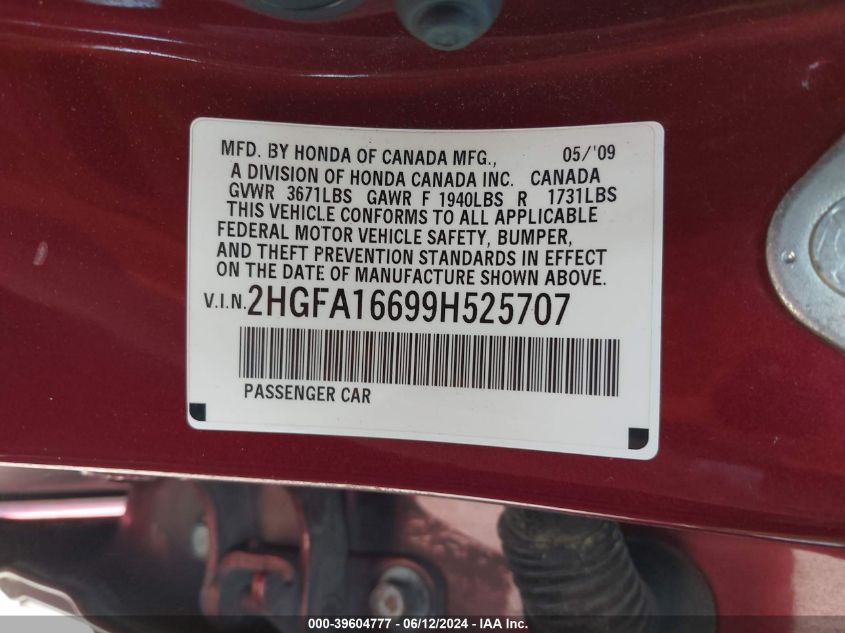 MFD. BY HONDA OF CANADA MFG., 05/'09
A DIVISION OF HONDA CANADA INC. CANADA
GVWR 3671LBS GAWR F 1940LBS R 1731LBS
THIS VEHICLE CONFORMS TO ALL APPLICABLE
FEDERAL MOTOR VEHICLE SAFETY, BUMPER,
AND THEFT PREVENTION STANDARDS IN EFFECT
ON THE DATE OF MANUFACTURE SHOWN ABOVE.
V.I.N. 2HGFA16699H525707
PASSENGER CAR
000-39604777 - 06/12/2024 - IAA Inc.